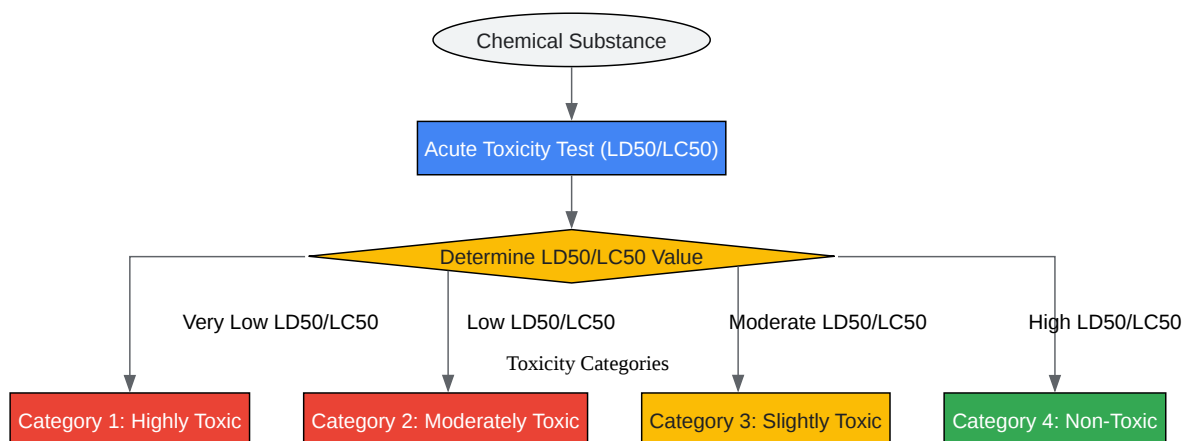 Chemical Substance
Acute Toxicity Test (LD50/LC50)
Determine LD50/LC50 Value
Very Low LD50/LC50
Low LD50/LC50
Moderate LD50/LC50
High LD50/LC50
Toxicity Categories
Category 1: Highly Toxic
Category 2: Moderately Toxic
Category 3: Slightly Toxic
Category 4: Non-Toxic